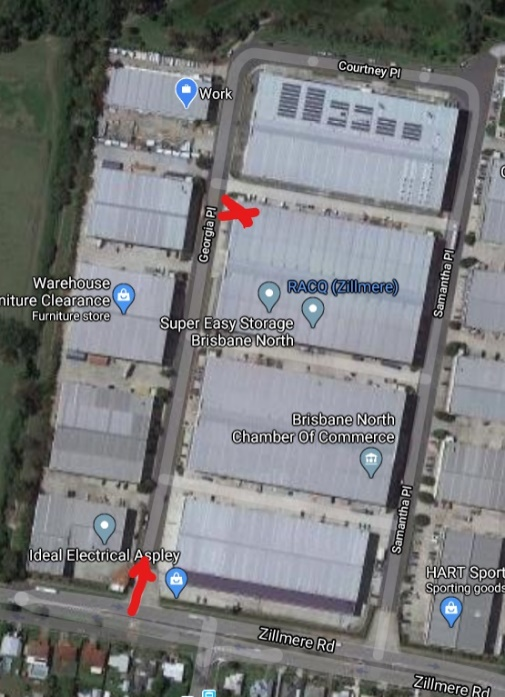 Courtney Pl
Work
Georgia Pl
Samantha Pl
Warehouse
niture Clearance
Furniture store
RACQ (Zillmere)
Super Easy Storage
Brisbane North
Brisbane North
Chamber Of Commerce
Samantha Pl
Ideal Electrical Aspley
HART Sport
Sporting goods
Zillmere Rd
Zillmere Rd